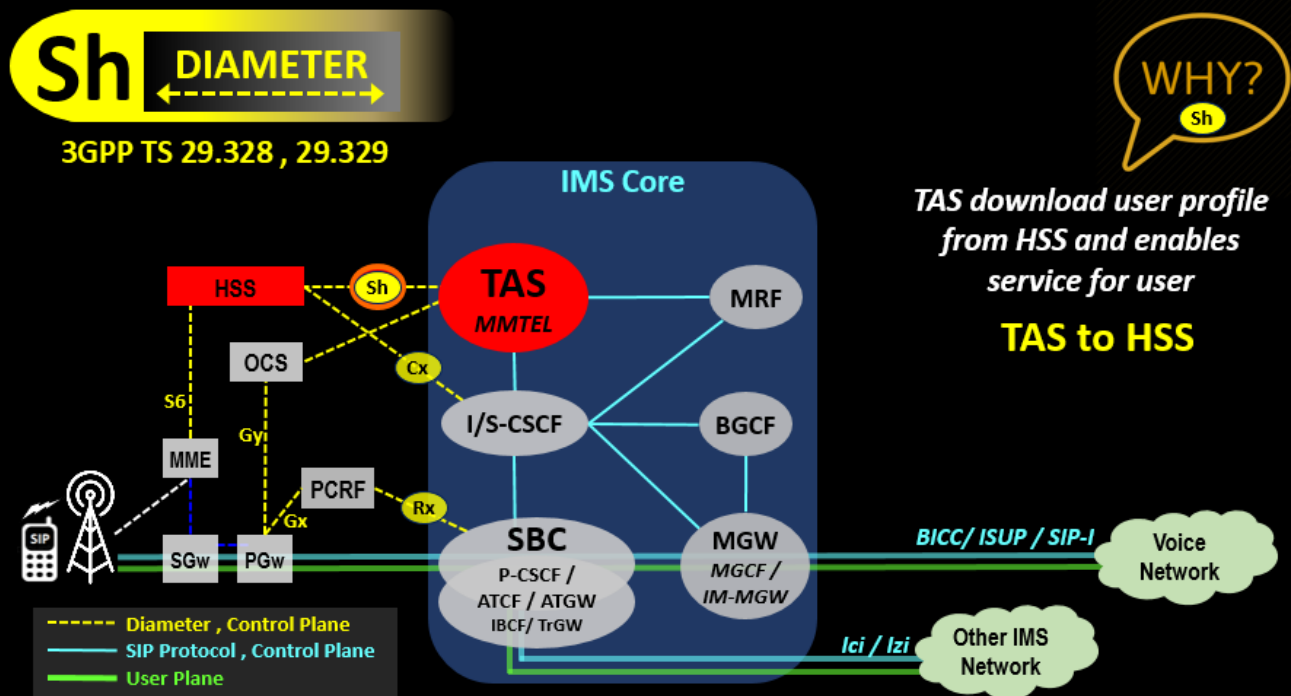 Sh
DIAMETER
3GPP TS 29.328 , 29.329
WHY?
Sh
TAS download user profile
from HSS and enables
service for user
TAS to HSS
IMS Core
HSS
Sh
TAS
MMTEL
MRF
OCS
Cx
S6
I/S-CSCF
BGCF
Gy
MME
PCRF
Gx
Rx
SIP
SGw
PGw
SBC
P-CSCF /
ATCF / ATGW
IBCF/ TrGW
MGW
MGCF /
IM-MGW
BICC/ ISUP / SIP-I
Voice
Network
Ici / Izi
Other IMS
Network
Diameter , Control Plane
SIP Protocol , Control Plane
User Plane